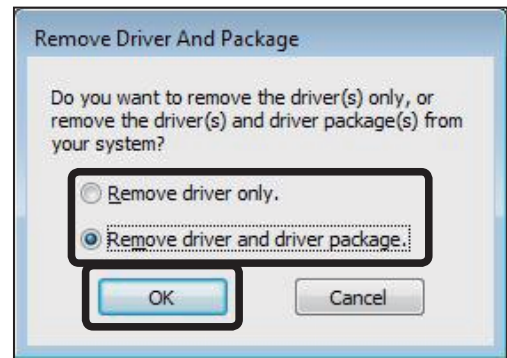 Remove Driver And Package
Do you want to remove the driver(s) only, or
remove the driver(s) and driver package(s) from
your system?
Remove driver only.
Remove driver and driver package.
OK
Cancel